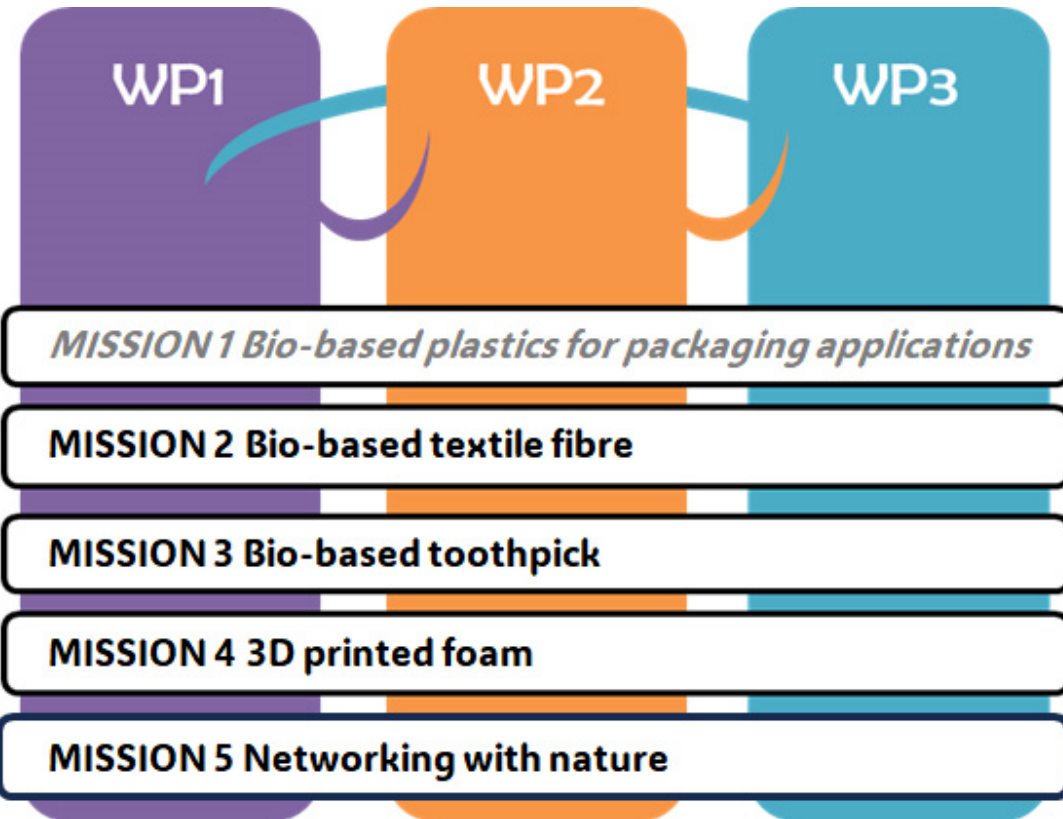 WP1 WP2 WP3
MISSION 1 Bio-based plastics for packaging applications
MISSION 2 Bio-based textile fibre
MISSION 3 Bio-based toothpick
MISSION 4 3D printed foam
MISSION 5 Networking with nature